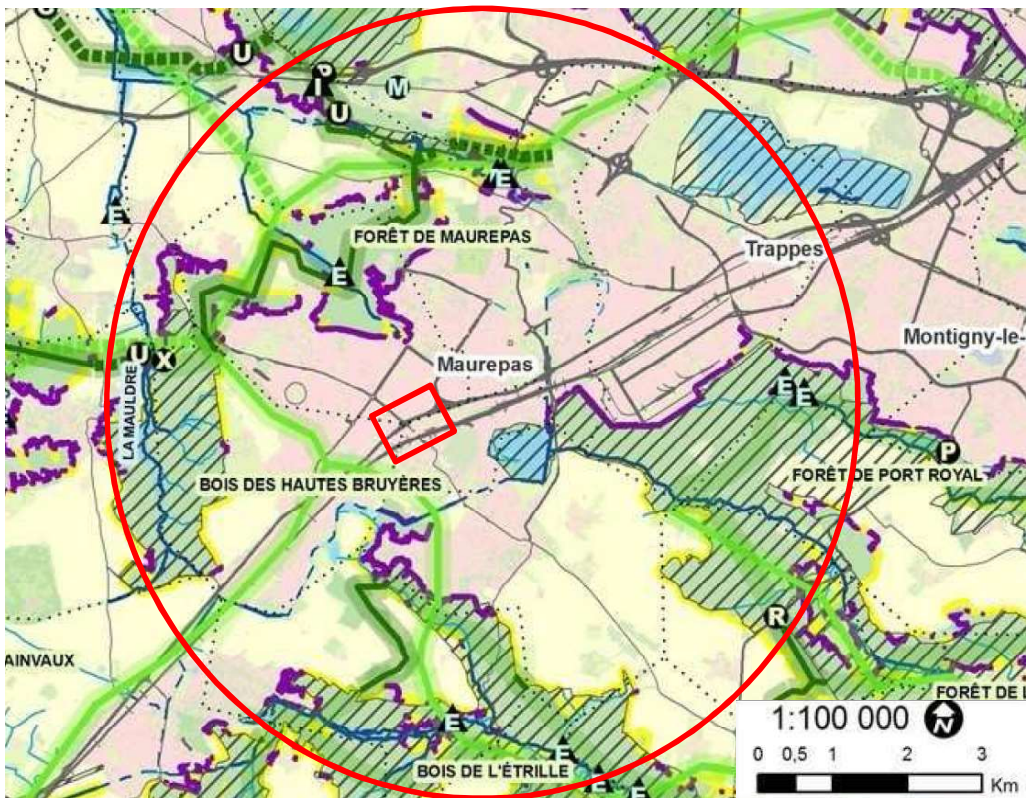 U
P
I
M
U
E
E
FORÊT DE MAUREPAS
Trappes
E
Montigny-le-
U X
LA MAULDRE
Maurepas
E E
P
BOIS DES HAUTES BRUYÈRES
FORÊT DE PORT ROYAL
R
AINVAUX
FORÊT DE L
E
E
BOIS DE L'ÉTRILLE
E
1:100 000 N
0 0,5 1 2 3
Km